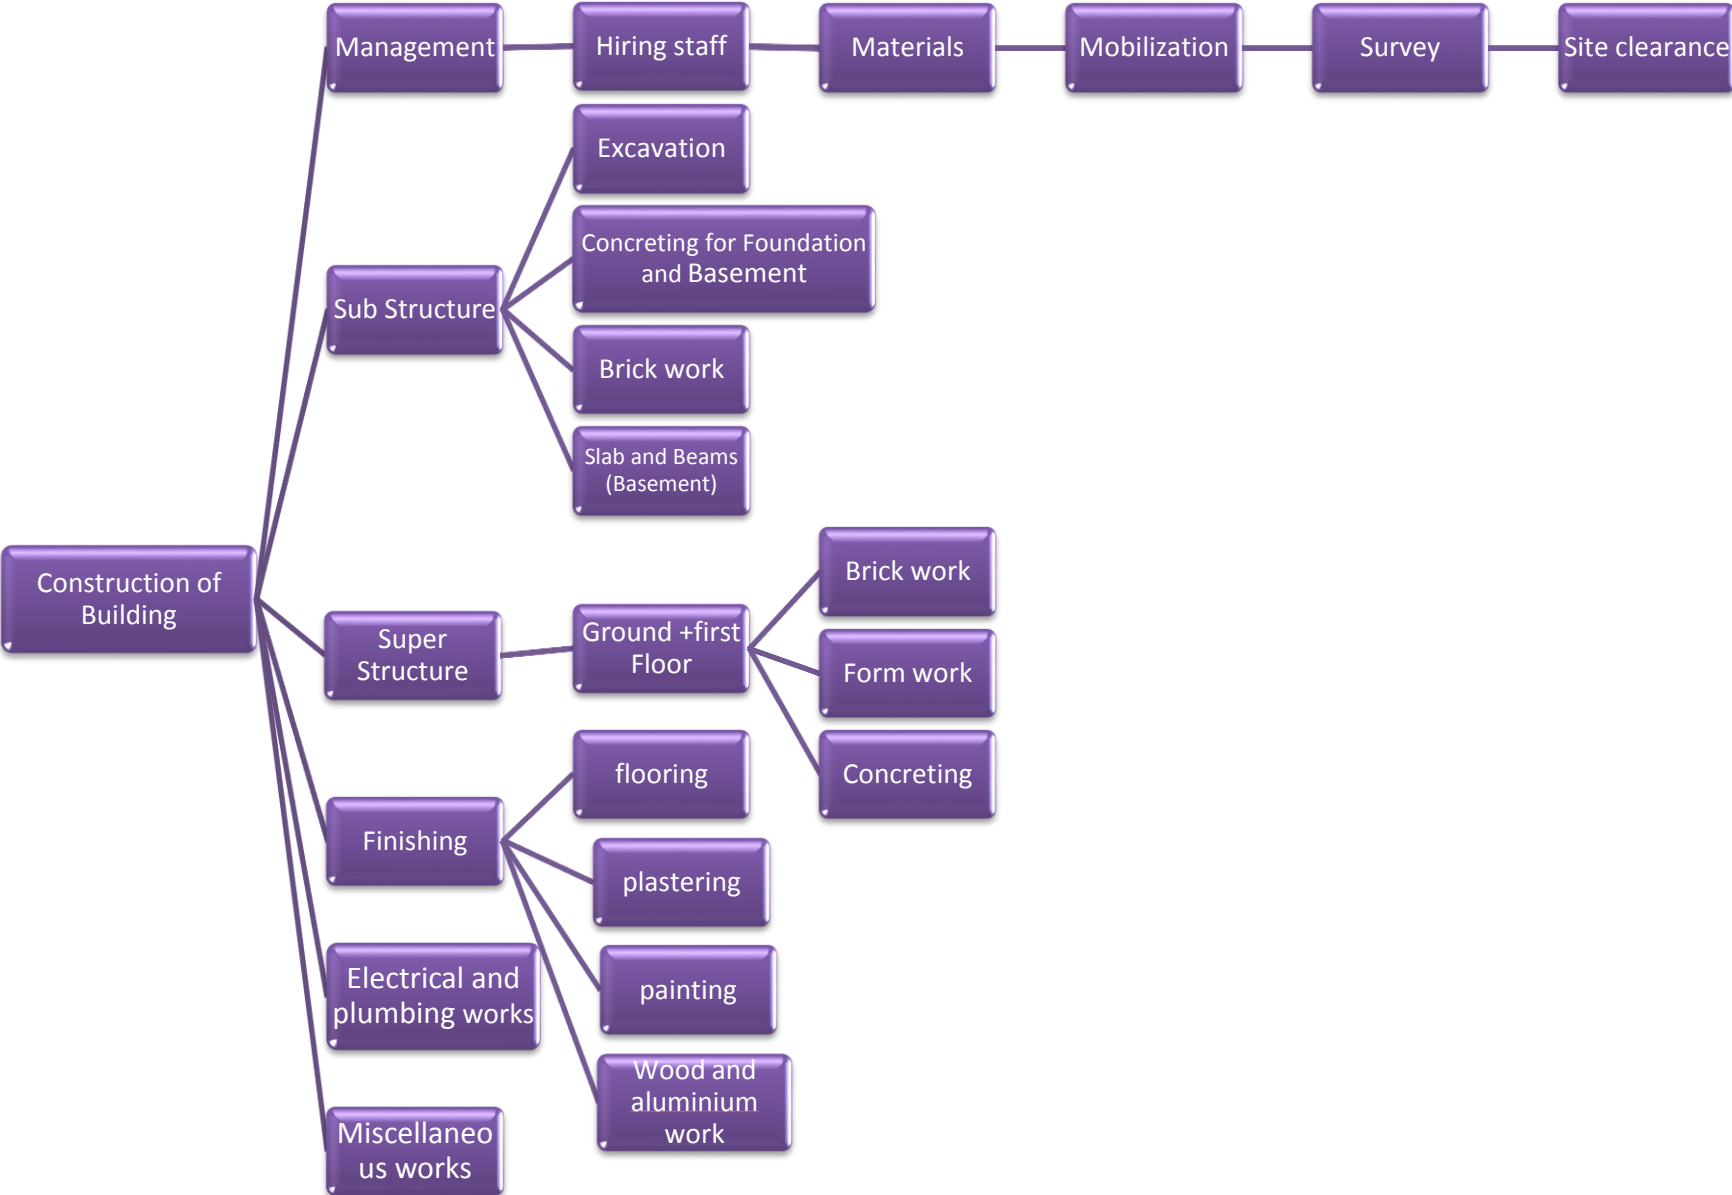 Management
Hiring staff
Materials
Mobilization
Survey
Site clearance
Excavation
Concreting for Foundation
and Basement
Sub Structure
Brick work
Slab and Beams
(Basement)
Construction of
Building
Super
Structure
Ground +first
Floor
Brick work
Form work
Concreting
Finishing
flooring
plastering
painting
Wood and
aluminium
work
Electrical and
plumbing works
Miscellaneo
us works